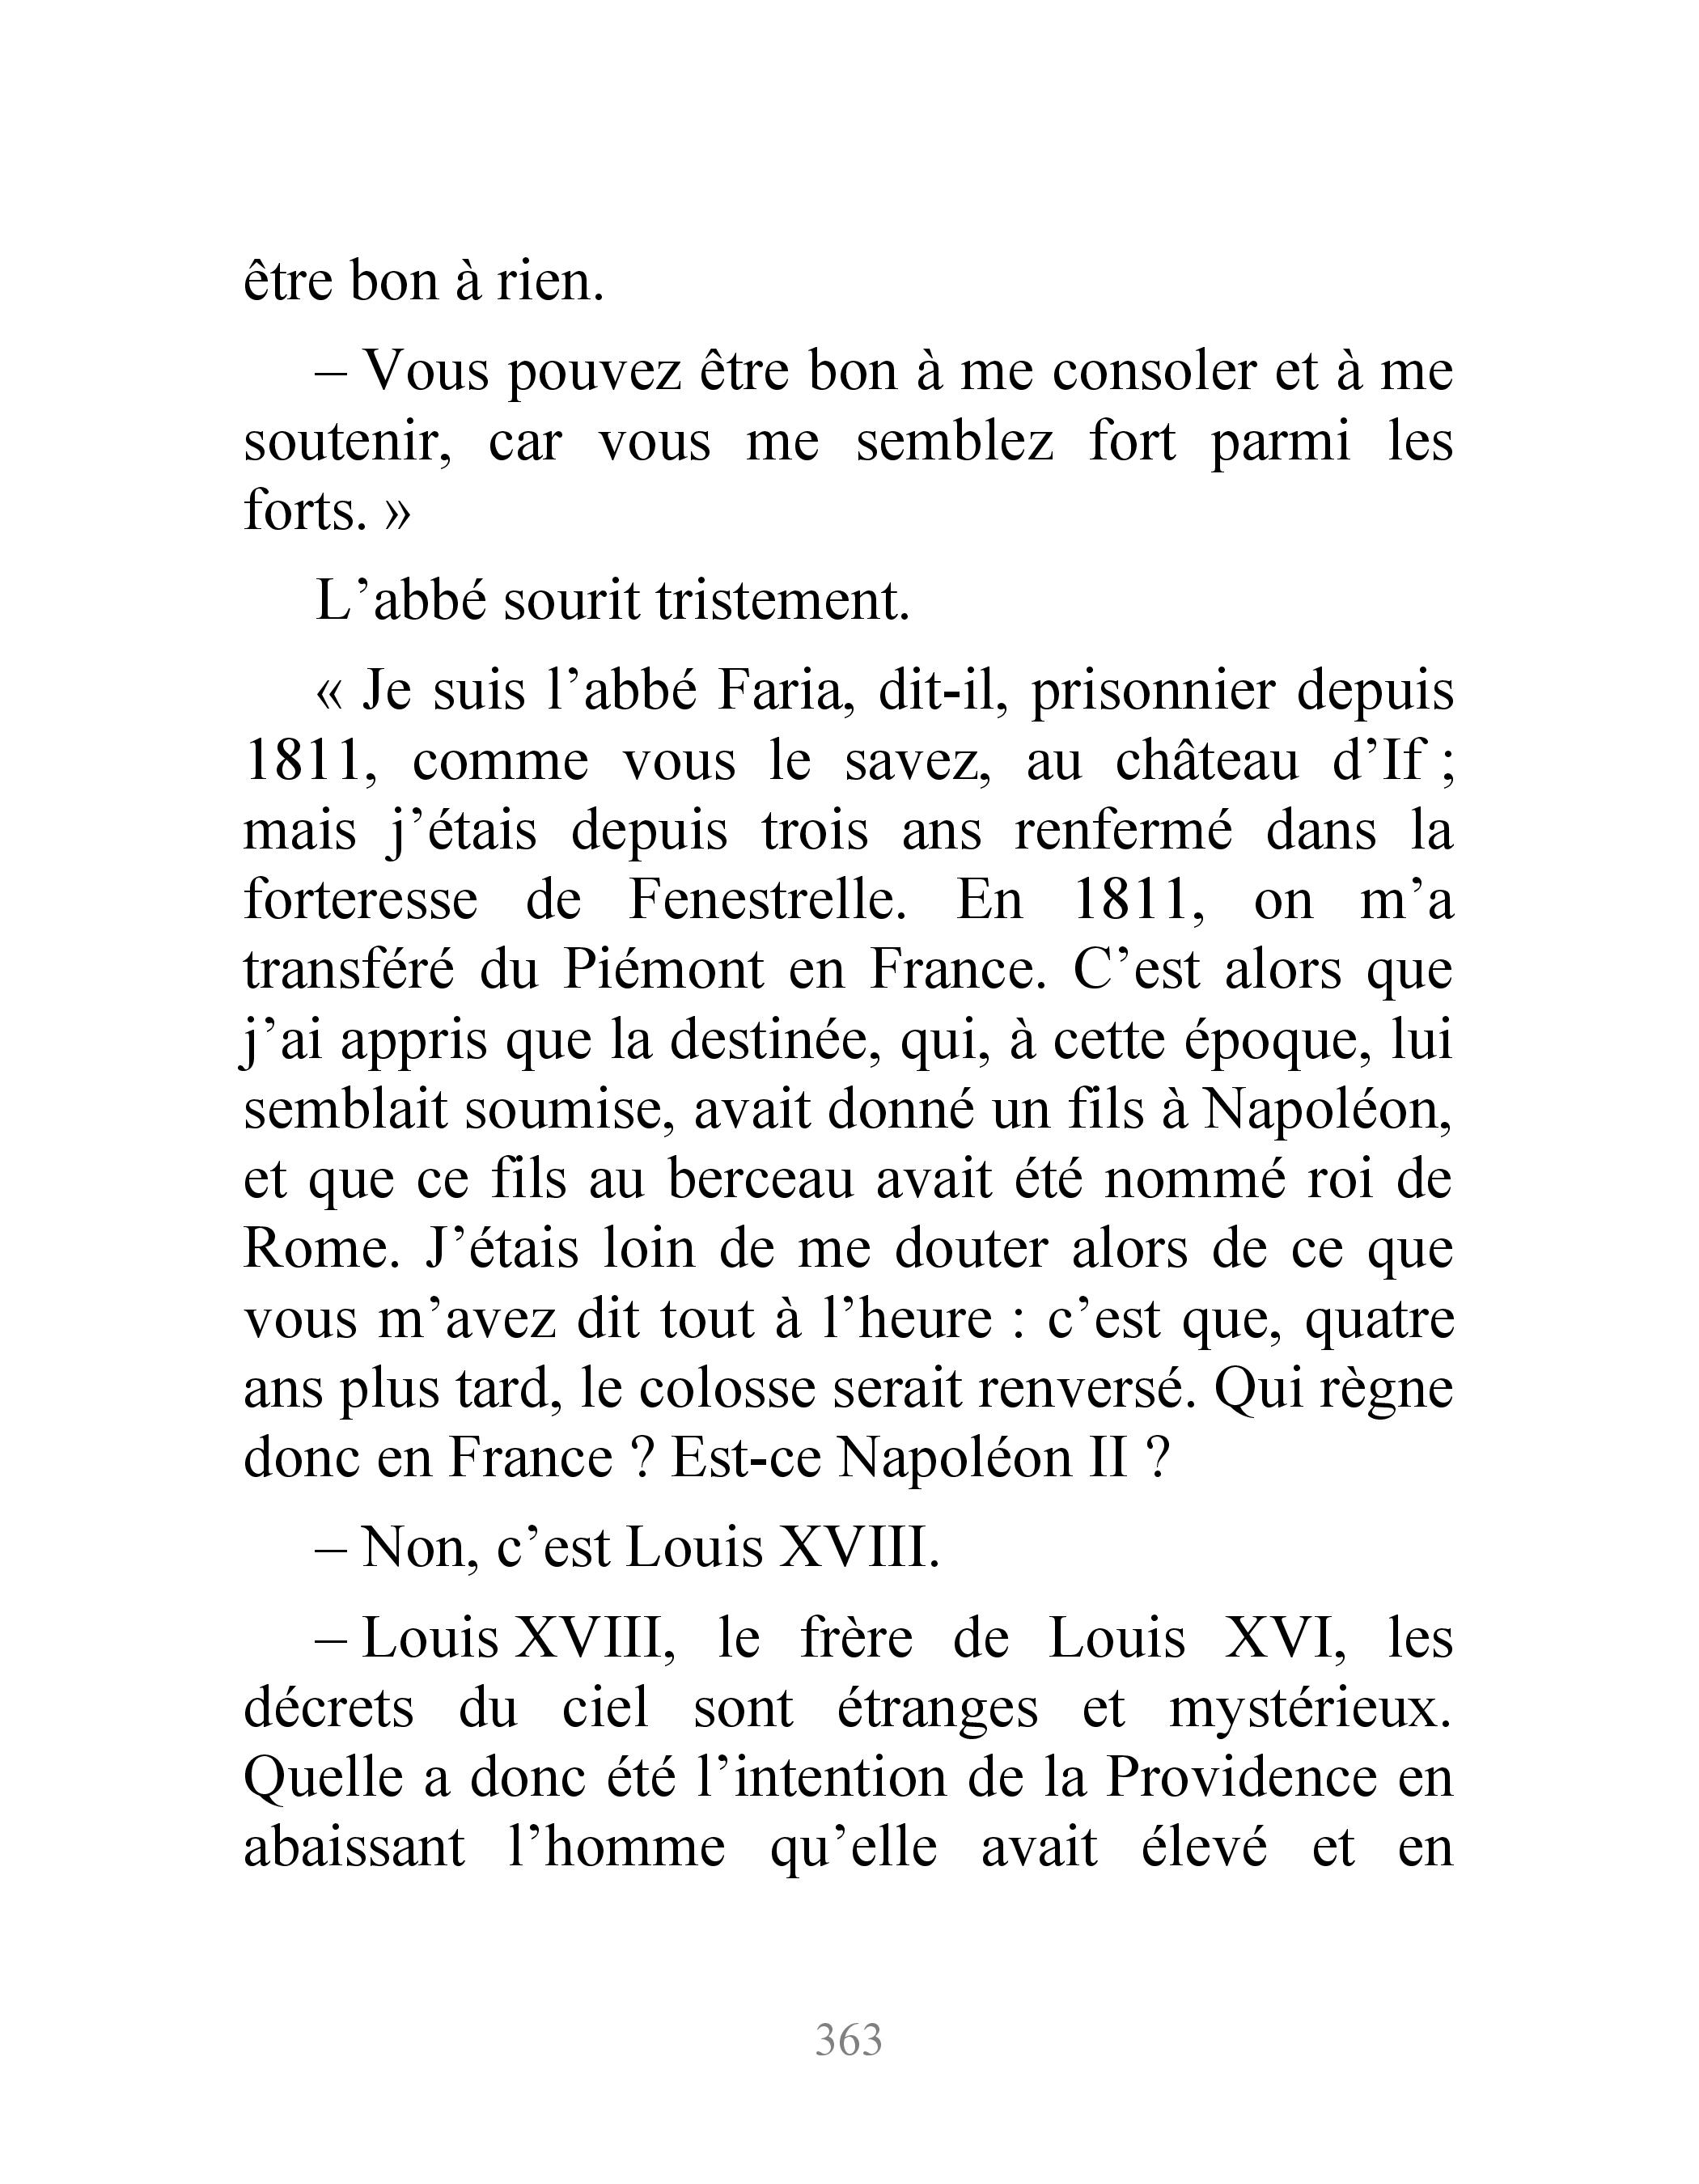 être bon à rien.
– Vous pouvez être bon à me consoler et à me
soutenir, car vous me semblez fort parmi les
forts. »
L’abbé sourit tristement.
« Je suis l’abbé Faria, dit-il, prisonnier depuis
1811, comme vous le savez, au château d’If ;
mais j’étais depuis trois ans renfermé dans la
forteresse de Fenestrelle. En 1811, on m’a
transféré du Piémont en France. C’est alors que
j’ai appris que la destinée, qui, à cette époque, lui
semblait soumise, avait donné un fils à Napoléon,
et que ce fils au berceau avait été nommé roi de
Rome. J’étais loin de me douter alors de ce que
vous m’avez dit tout à l’heure : c’est que, quatre
ans plus tard, le colosse serait renversé. Qui règne
donc en France ? Est-ce Napoléon II ?
– Non, c’est Louis XVIII.
– Louis XVIII, le frère de Louis XVI, les
décrets du ciel sont étranges et mystérieux.
Quelle a donc été l’intention de la Providence en
abaissant l’homme qu’elle avait élevé et en
363